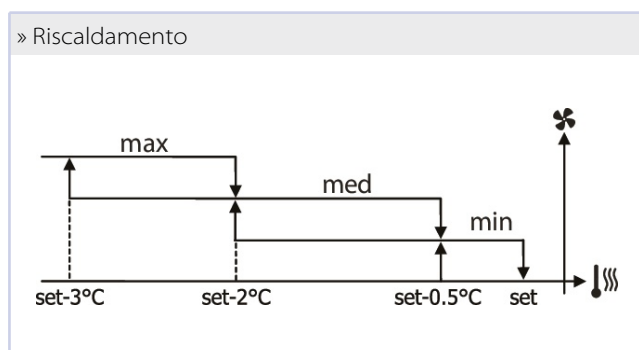 » Riscaldamento
max
med
min
set-3°C set-2°C set-0.5°C set